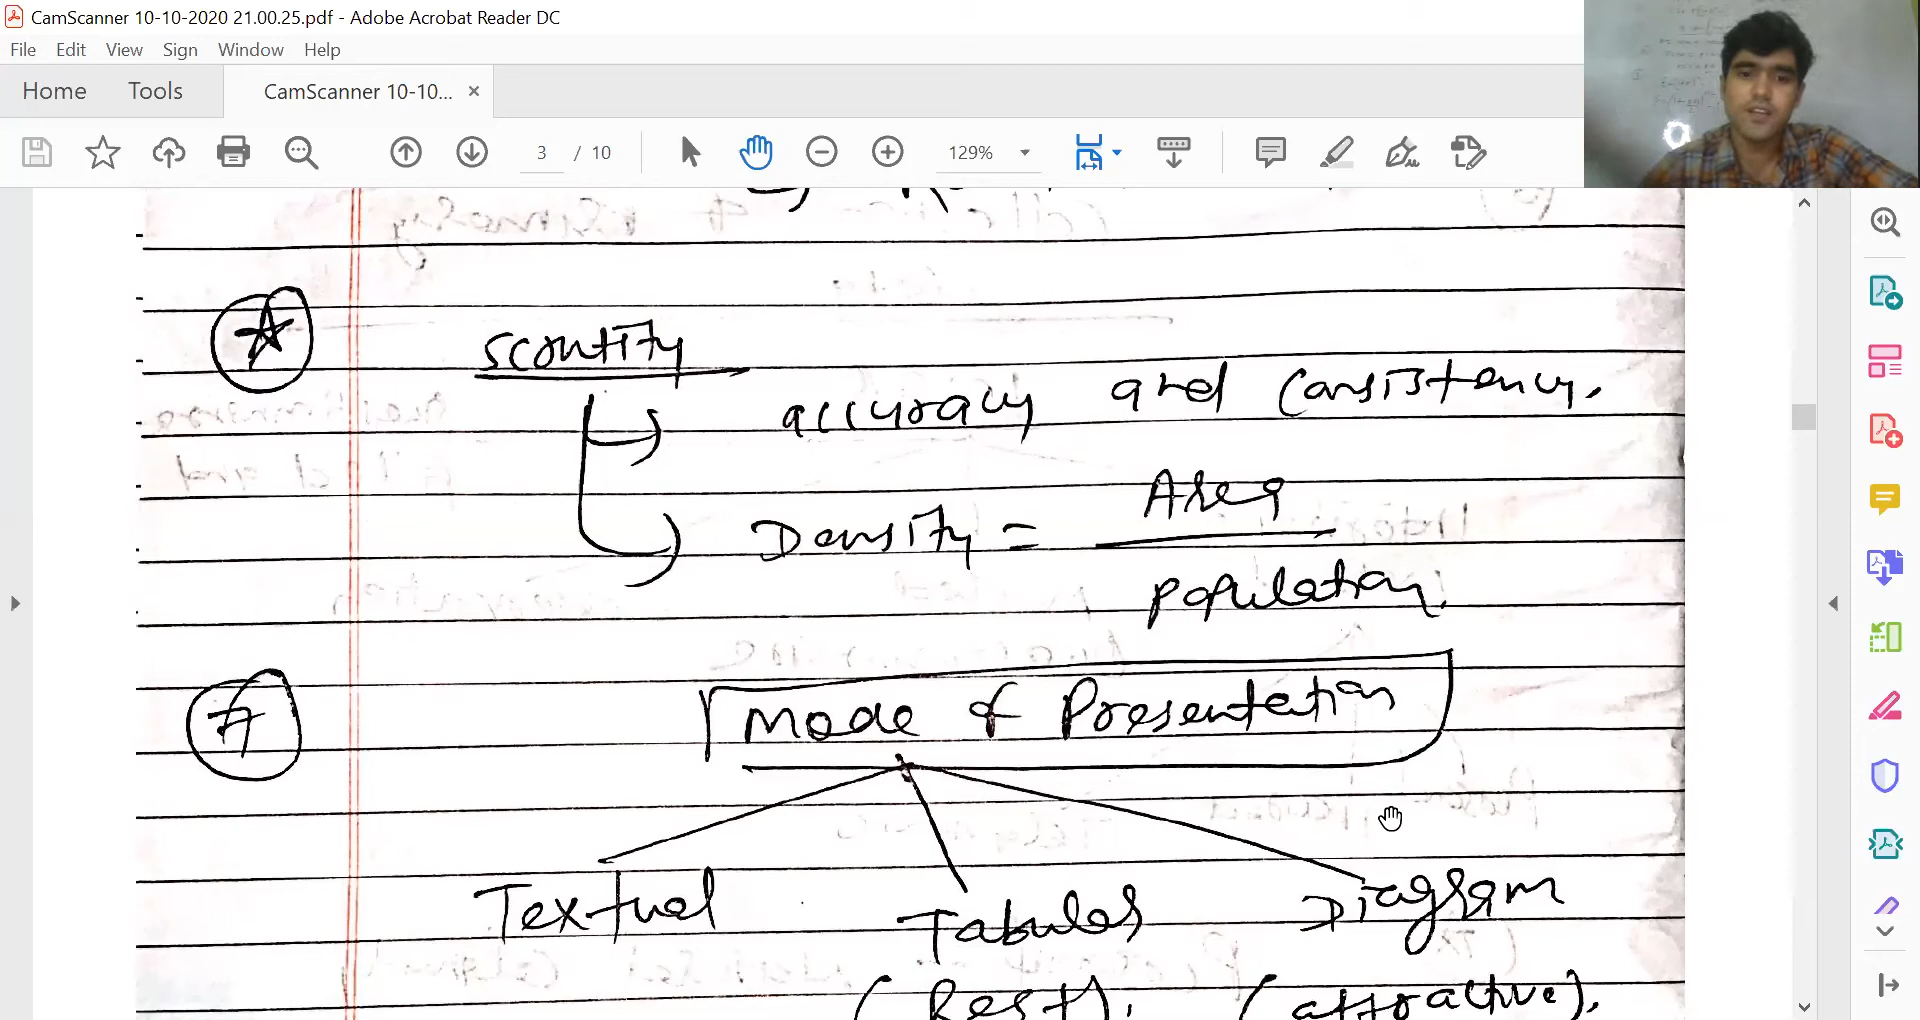 CamScanner 10-10-2020 21.00.25.pdf - Adobe Acrobat Reader DC
File Edit View Sign Window Help
Home Tools CamScanner 10-10... ×
3 / 10 129%
scrutity
accuracy and consistency.
Density = Area
population.
7
Mode of Presentation
Textual Tabular Diagram
(Best). (attractive).